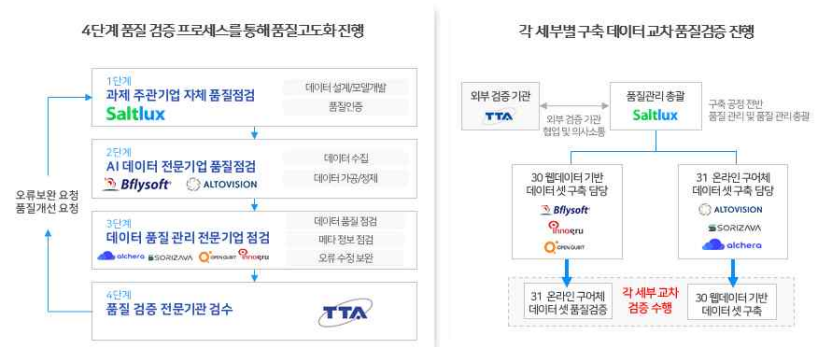 4단계 품질 검증 프로세스를 통해 품질고도화 진행
1단계
과제 주관기업 자체 품질점검
Saltlux
데이터 설계/모델개발
품질인증
2단계
AI 데이터 전문기업 품질점검
Bflysoft ALTOVISION
데이터 수집
데이터 가공/정제
오류보완 요청
품질개선 요청
3단계
데이터 품질 관리 전문기업 점검
alchera SORIZAVA OPENQUBIT innogru
데이터 품질 점검
메타 정보 점검
오류 수정 보완
4단계
품질 검증 전문기관 검수
TTA
각 세부별 구축 데이터 교차 품질검증 진행
외부 검증 기관
TTA
외부 검증 기관
협업 및 의사소통
품질관리 총괄
Saltlux
구축 공정 전반
품질 관리 및 품질 관리 총괄
30 웹데이터 기반
데이터 셋 구축 담당
Bflysoft
innogru
OPENQUBIT
31 온라인 구어체
데이터 셋 구축 담당
ALTOVISION
SORIZAVA
alchera
31 온라인 구어체
데이터 셋 품질검증
각 세부 교차
검증 수행
30 웹데이터 기반
데이터 셋 구축